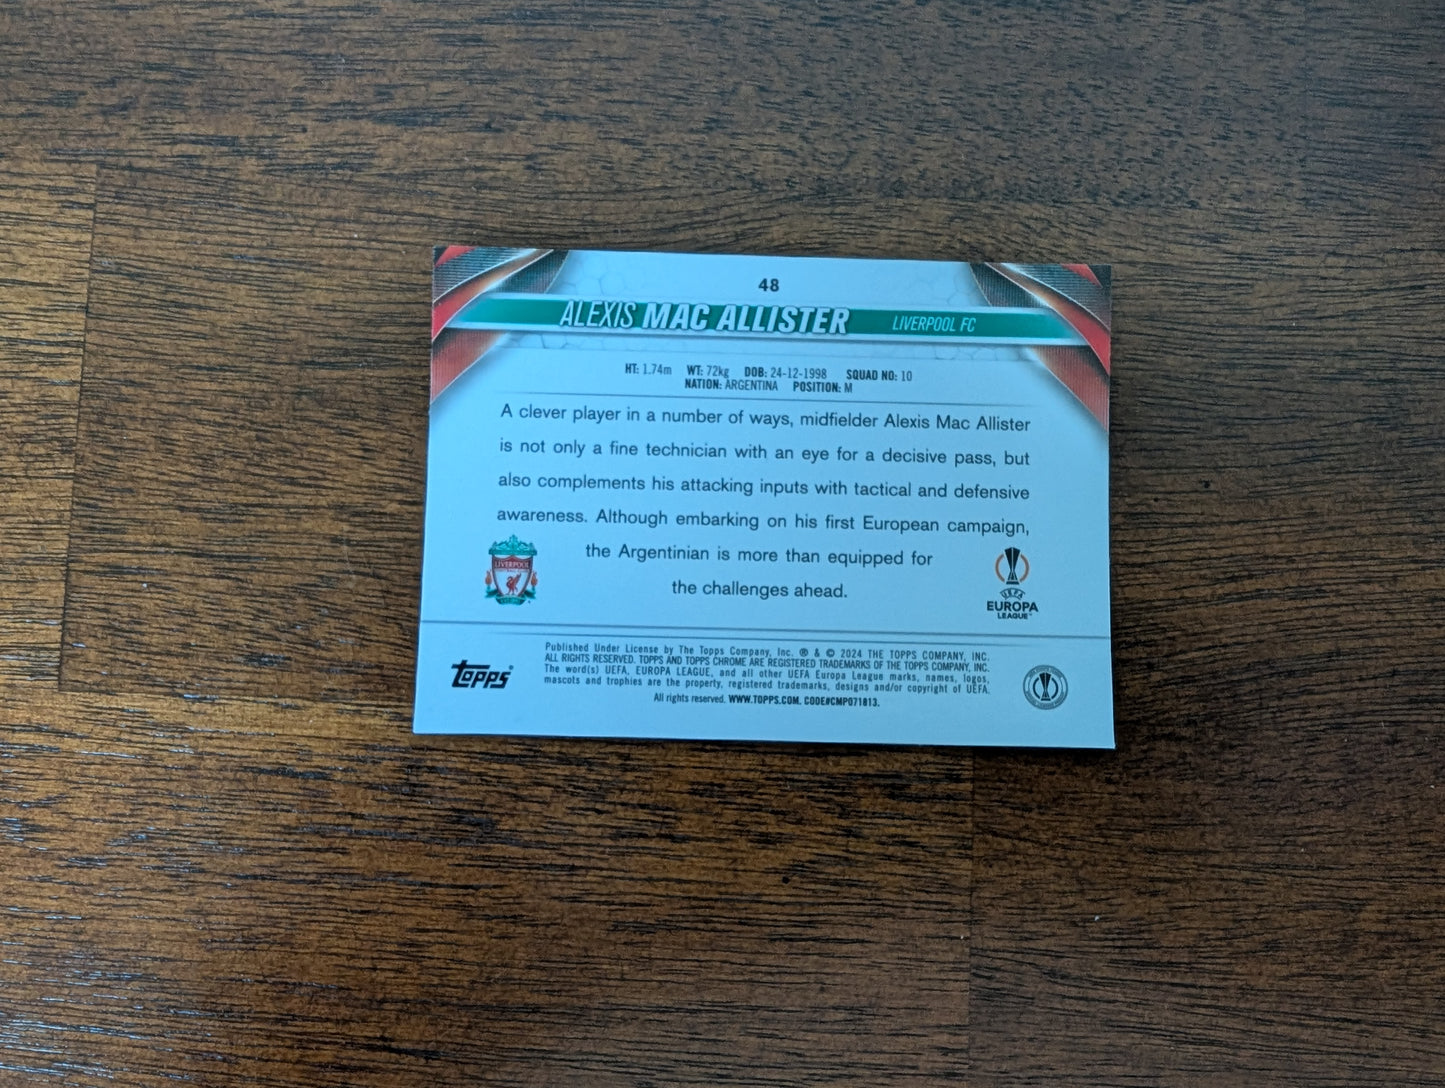 48
ALEXIS MAC ALLISTER LIVERPOOL FC
HT: 1.74m WT: 72kg DOB: 24-12-1998 SQUAD NO: 10
NATION: ARGENTINA POSITION: M
A clever player in a number of ways, midfielder Alexis Mac Allister
is not only a fine technician with an eye for a decisive pass, but
also complements his attacking inputs with tactical and defensive
awareness. Although embarking on his first European campaign,
the Argentinian is more than equipped for
the challenges ahead.
LIVERPOOL
UEFA
EUROPA
LEAGUE™
topps®
Published Under License by The Topps Company, Inc. ® & © 2024 THE TOPPS COMPANY, INC.
ALL RIGHTS RESERVED. TOPPS AND TOPPS CHROME ARE REGISTERED TRADEMARKS OF THE TOPPS COMPANY, INC.
The word(s) UEFA, EUROPA LEAGUE, and all other UEFA Europa League marks, names, logos,
mascots and trophies are the property, registered trademarks, designs and/or copyright of UEFA.
All rights reserved. WWW.TOPPS.COM. CODE#CMP071813.